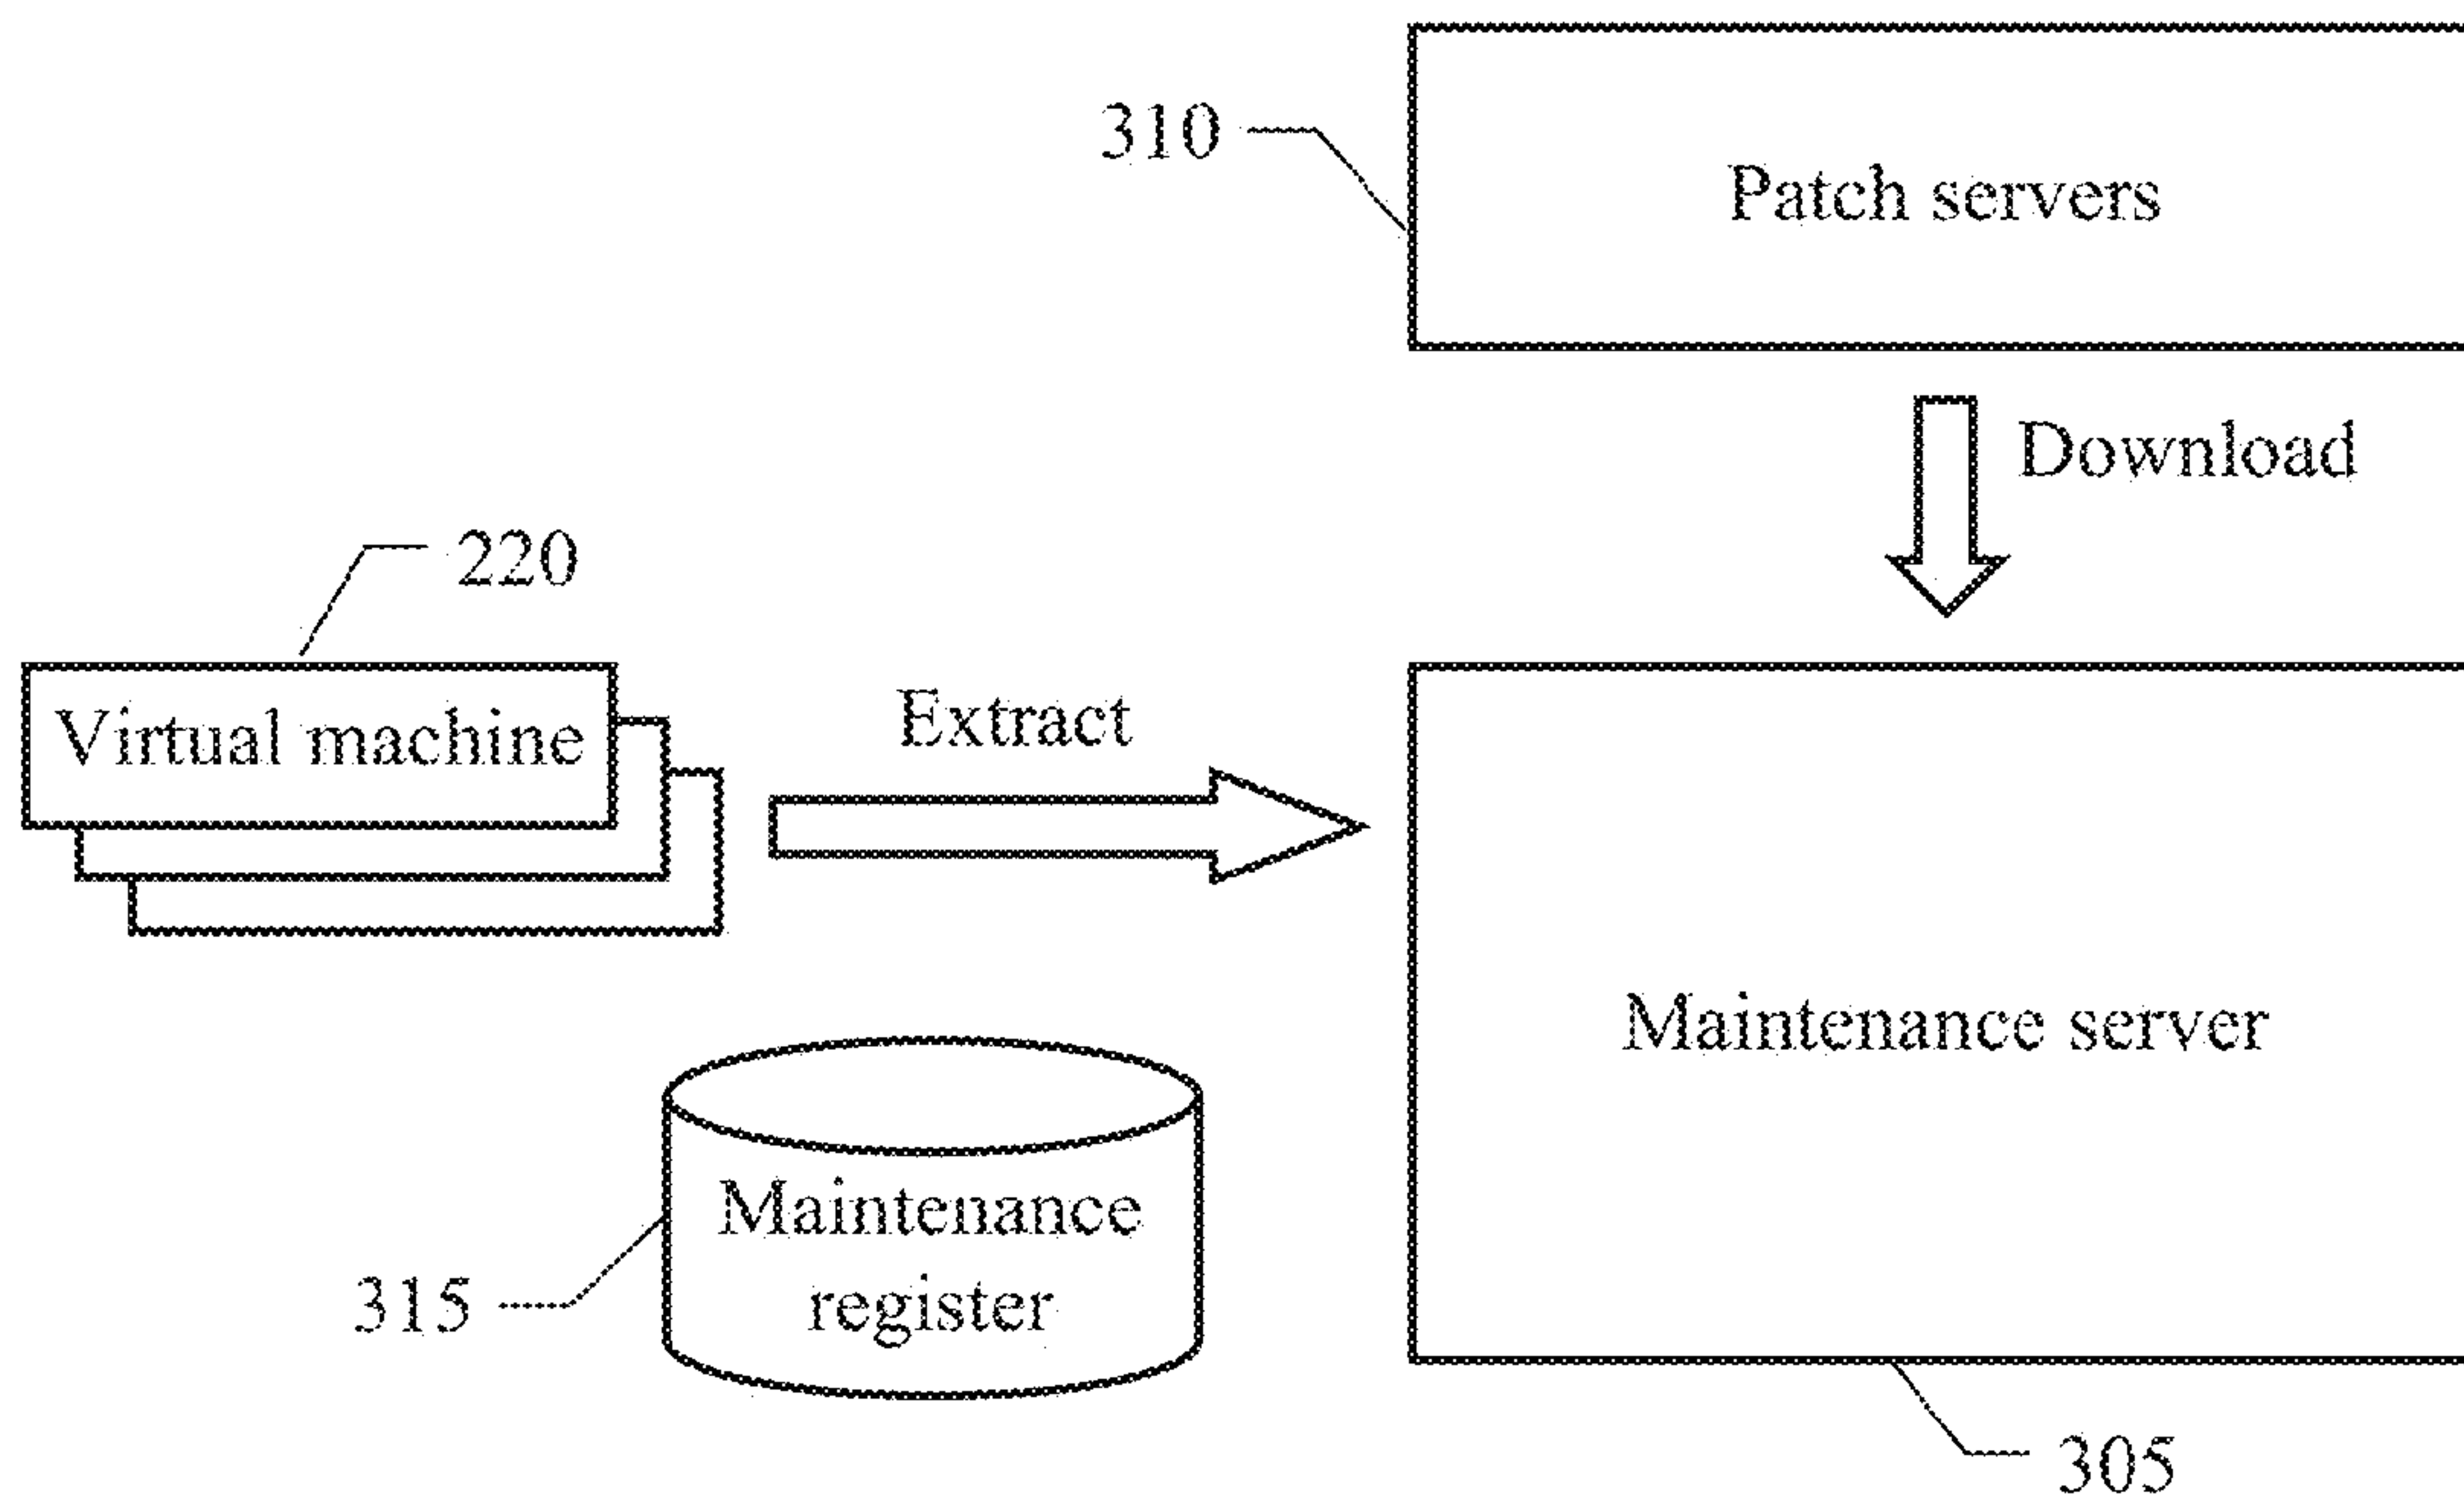 310
Patch servers
Download
220
Virtual machine
Extract
Maintenance server
Maintenance
register
315
305